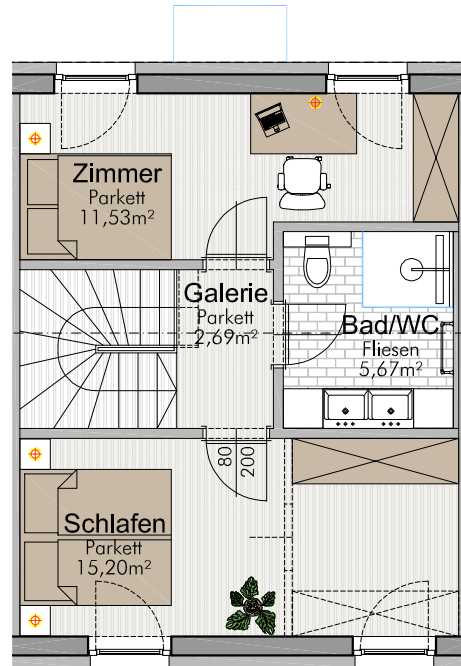 Zimmer
Parkett
11,53m²
Galerie
Parkett
2,69m²
Bad/WC
Fliesen
5,67m²
80
200
Schlafen
Parkett
15,20m²